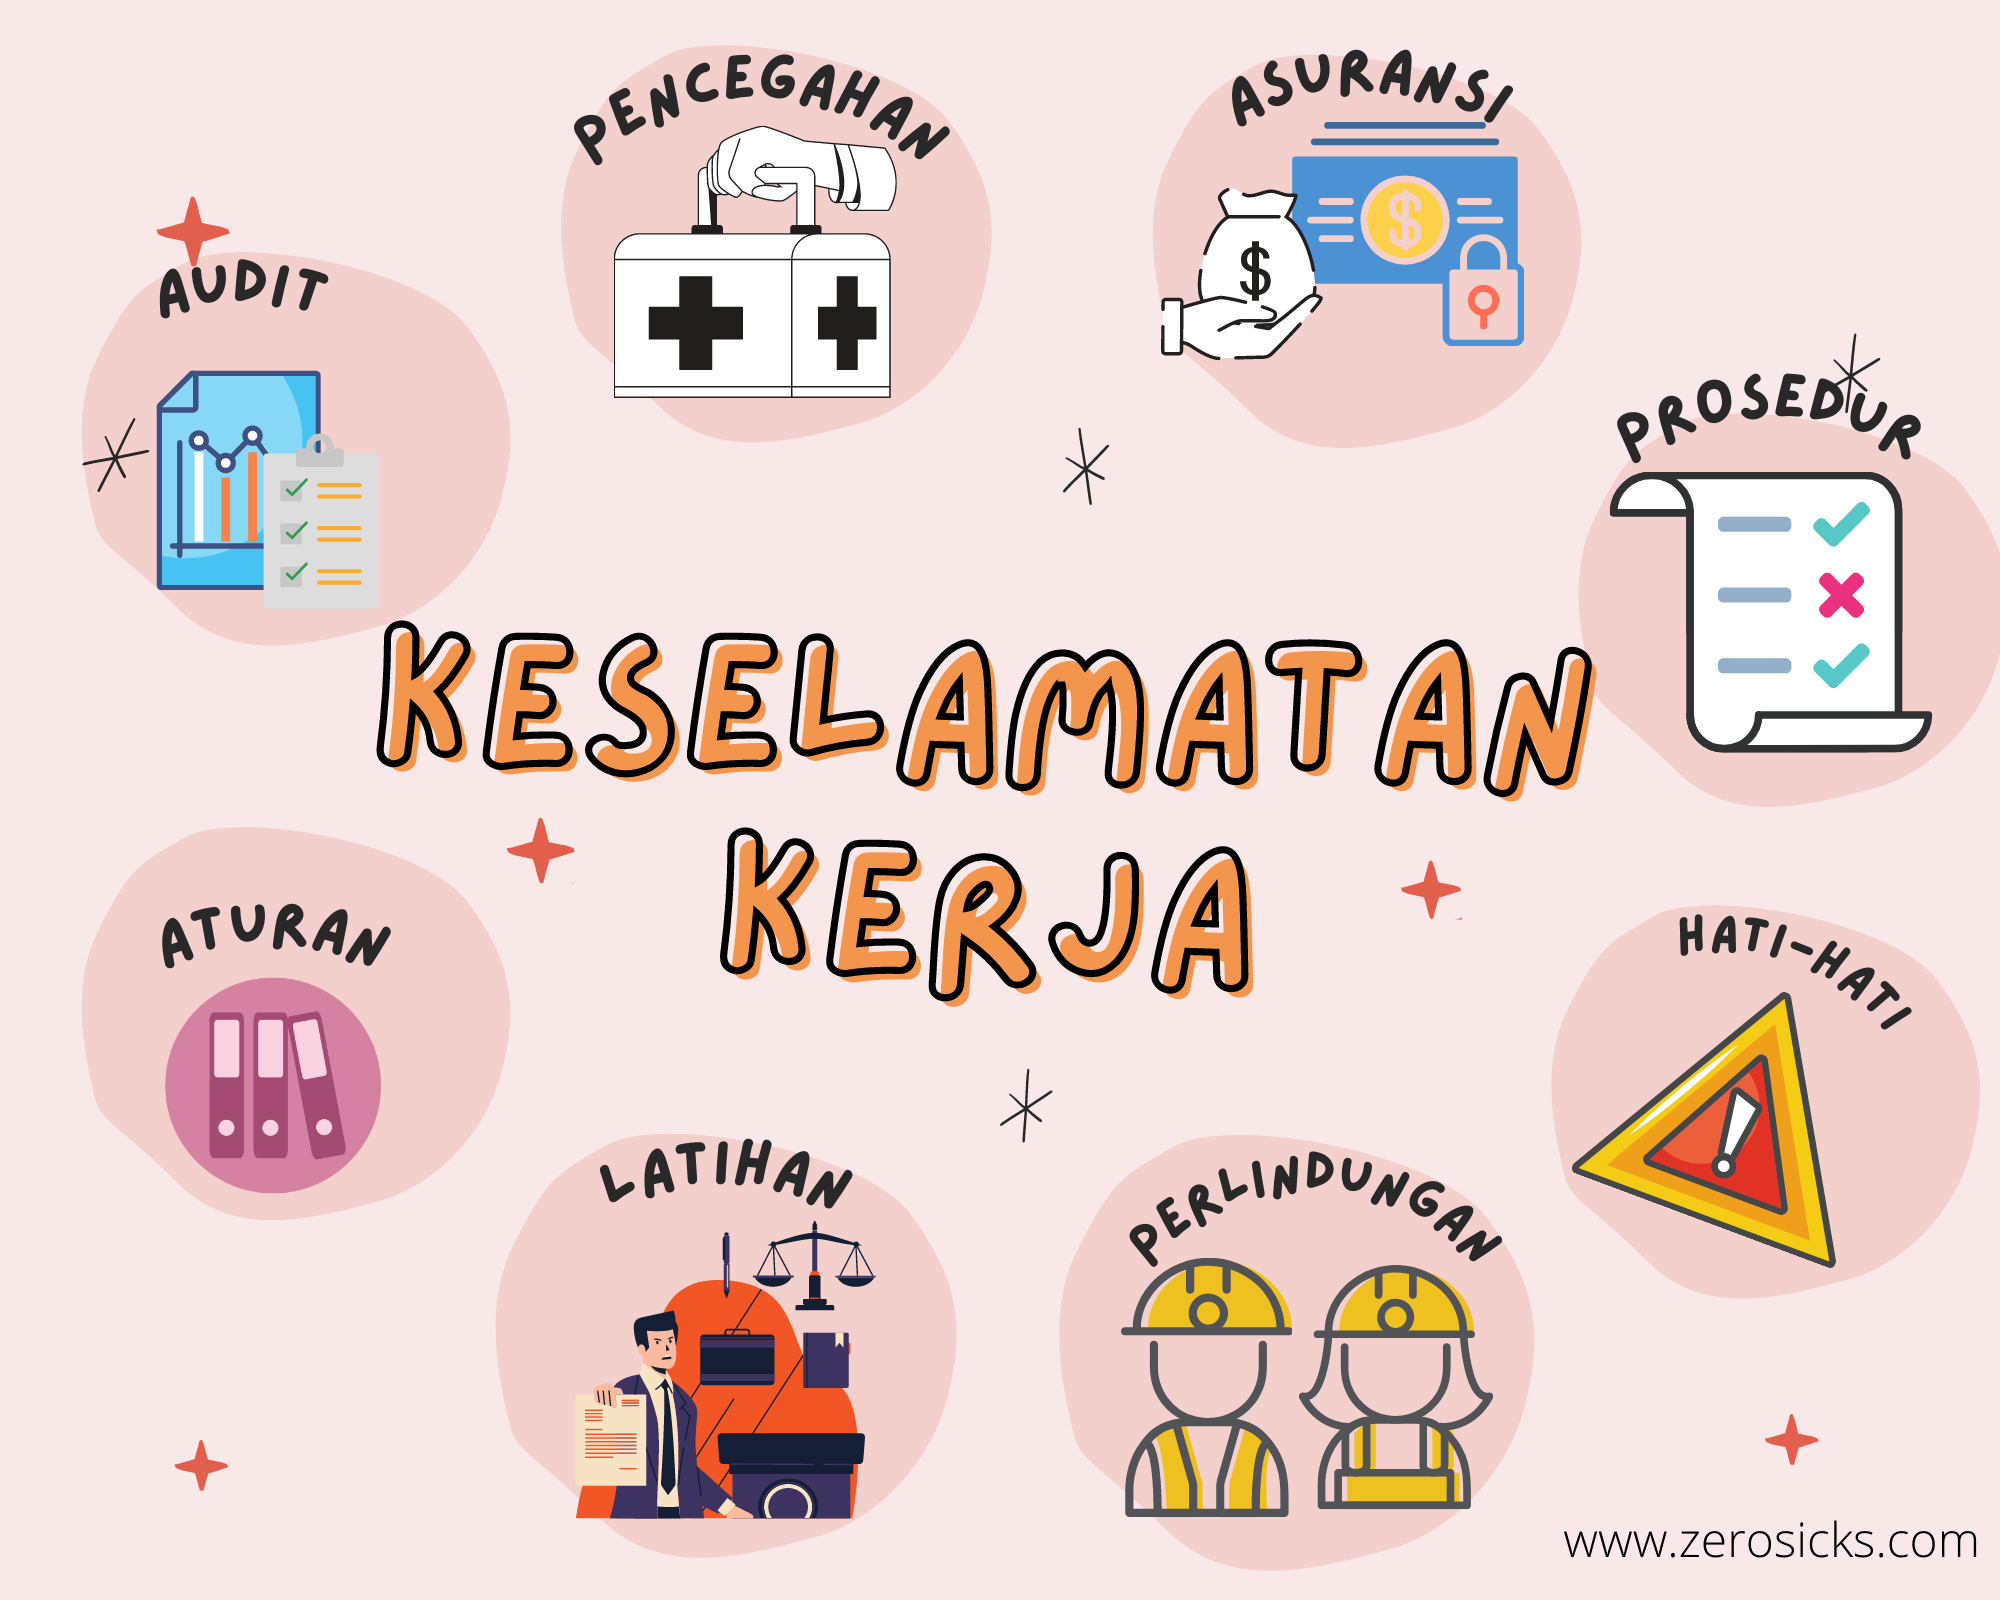 PENCEGAHAN
ASURANSI
AUDIT
PROSEDUR
KESELAMATAN
KERJA
ATURAN
HATI-HATI
LATIHAN
PERLINDUNGAN
www.zerosicks.com